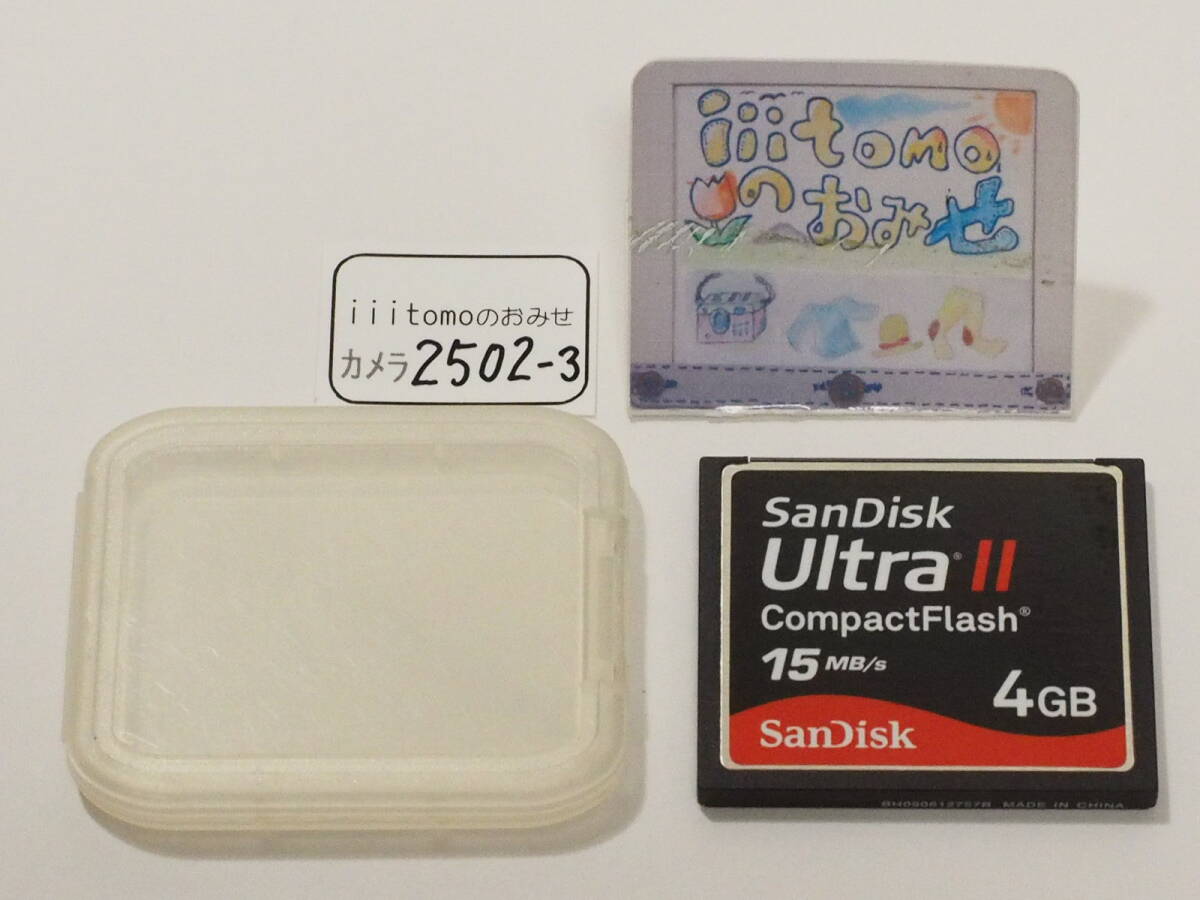 iiitomo
のおみせ
iiitomoのおみせ
カメラ2502-3
SanDisk
Ultra® II
CompactFlash®
15 MB/s
4GB
SanDisk
MADE IN CHINA